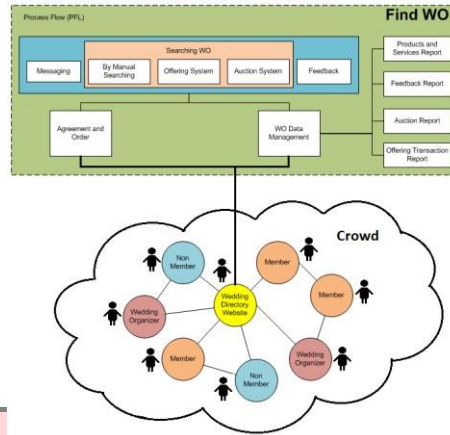 Process Flow (PFL)
Find WO
Searching WO
Messaging
By Manual
Searching
Offering System
Auction System
Feedback
Products and
Services Report
Feedback Report
Auction Report
Offering Transaction
Report
Agreement and
Order
WO Data
Management
Crowd
Non
Member
Member
Member
Wedding
Organizer
Wedding
Directory
Website
Member
Non
Member
Wedding
Organizer